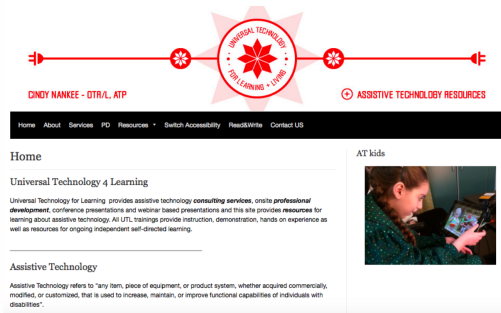 UNIVERSAL TECHNOLOGY
FOR LEARNING + LIVING
CINDY NANKEE - OTR/L, ATP
ASSISTIVE TECHNOLOGY RESOURCES
Home About Services PD Resources Switch Accessibility Read&Write Contact US
Home
AT kids
Universal Technology 4 Learning
Universal Technology for Learning provides assistive technology consulting services, onsite professional
development, conference presentations and webinar based presentations and this site provides resources for
learning about assistive technology. All UTL trainings provide instruction, demonstration, hands on experience as
well as resources for ongoing independent self-directed learning.
Assistive Technology
Assistive Technology refers to "any item, piece of equipment, or product system, whether acquired commercially,
modified, or customized, that is used to increase, maintain, or improve functional capabilities of individuals with
disabilities".